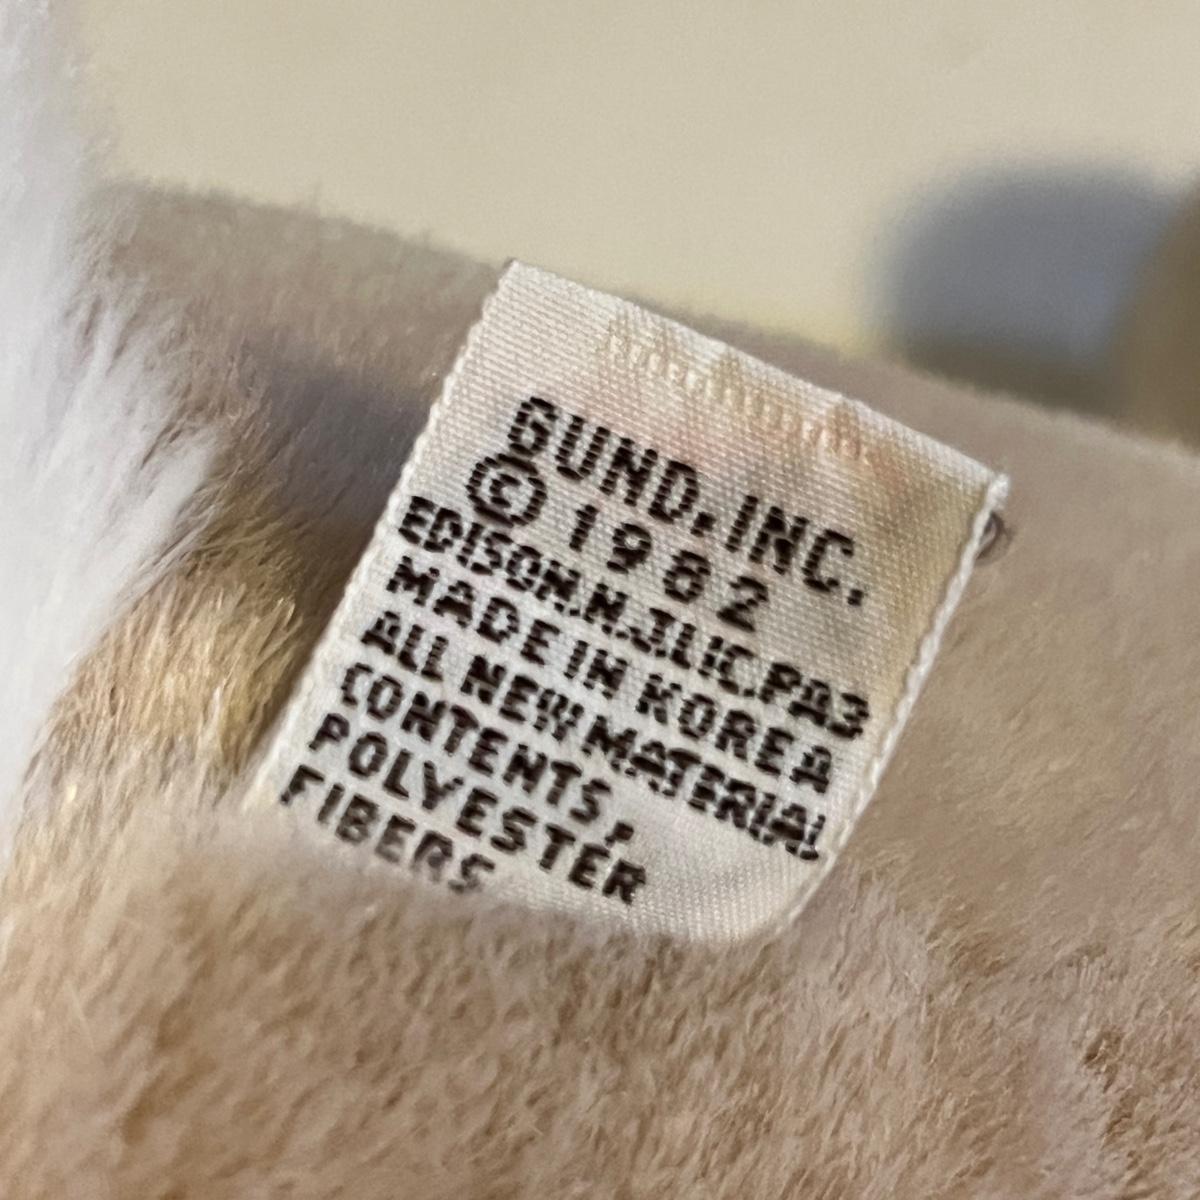 GUND, INC.
© 1982
EDISON.N.J.LIC.PA3
MADE IN KOREA
ALL NEW MATERIAL
CONTENTS,
POLYESTER
FIBERS